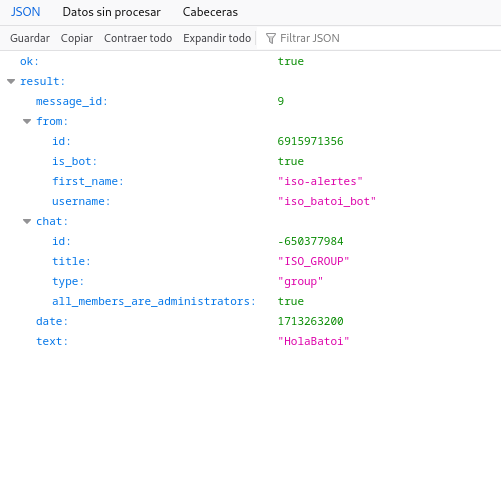 JSON Datos sin procesar Cabeceras
Guardar Copiar Contraer todo Expandir todo Filtrar JSON
ok: true
result:
message_id: 9
from:
id: 6915971356
is_bot: true
first_name: "iso-alertes"
username: "iso_batoi_bot"
chat:
id: -650377984
title: "ISO_GROUP"
type: "group"
all_members_are_administrators: true
date: 1713263200
text: "HolaBatoi"